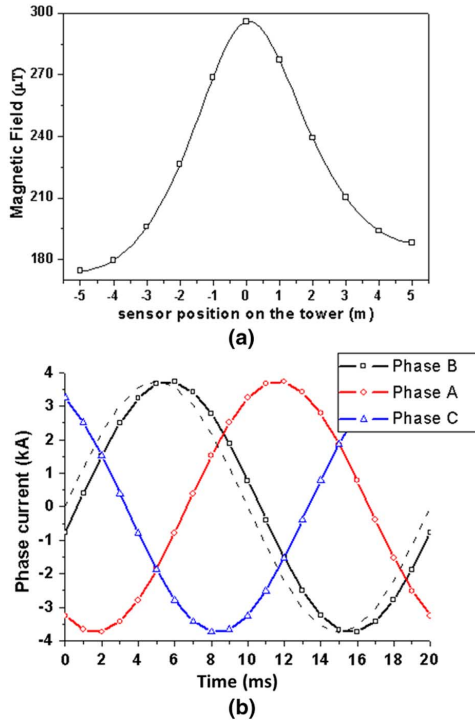 300
270
240
210
180
Magnetic Field (μT)
-5 -4 -3 -2 -1 0 1 2 3 4 5
sensor position on the tower (m)
(a)
4
3
2
1
0
-1
-2
-3
-4
Phase current (kA)
Phase B
Phase A
Phase C
0 2 4 6 8 10 12 14 16 18 20
Time (ms)
(b)